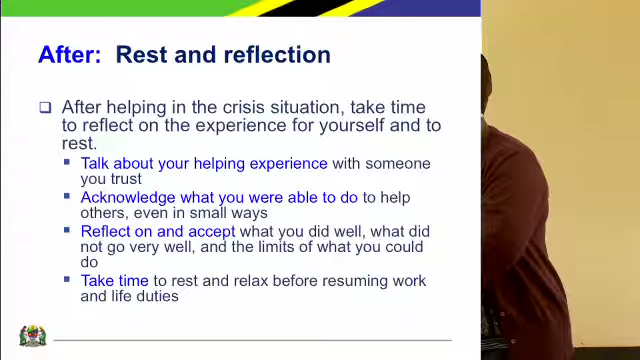 After: Rest and reflection
After helping in the crisis situation, take time
to reflect on the experience for yourself and to
rest.
Talk about your helping experience with someone
you trust
Acknowledge what you were able to do to help
others, even in small ways
Reflect on and accept what you did well, what did
not go very well, and the limits of what you could
do
Take time to rest and relax before resuming work
and life duties